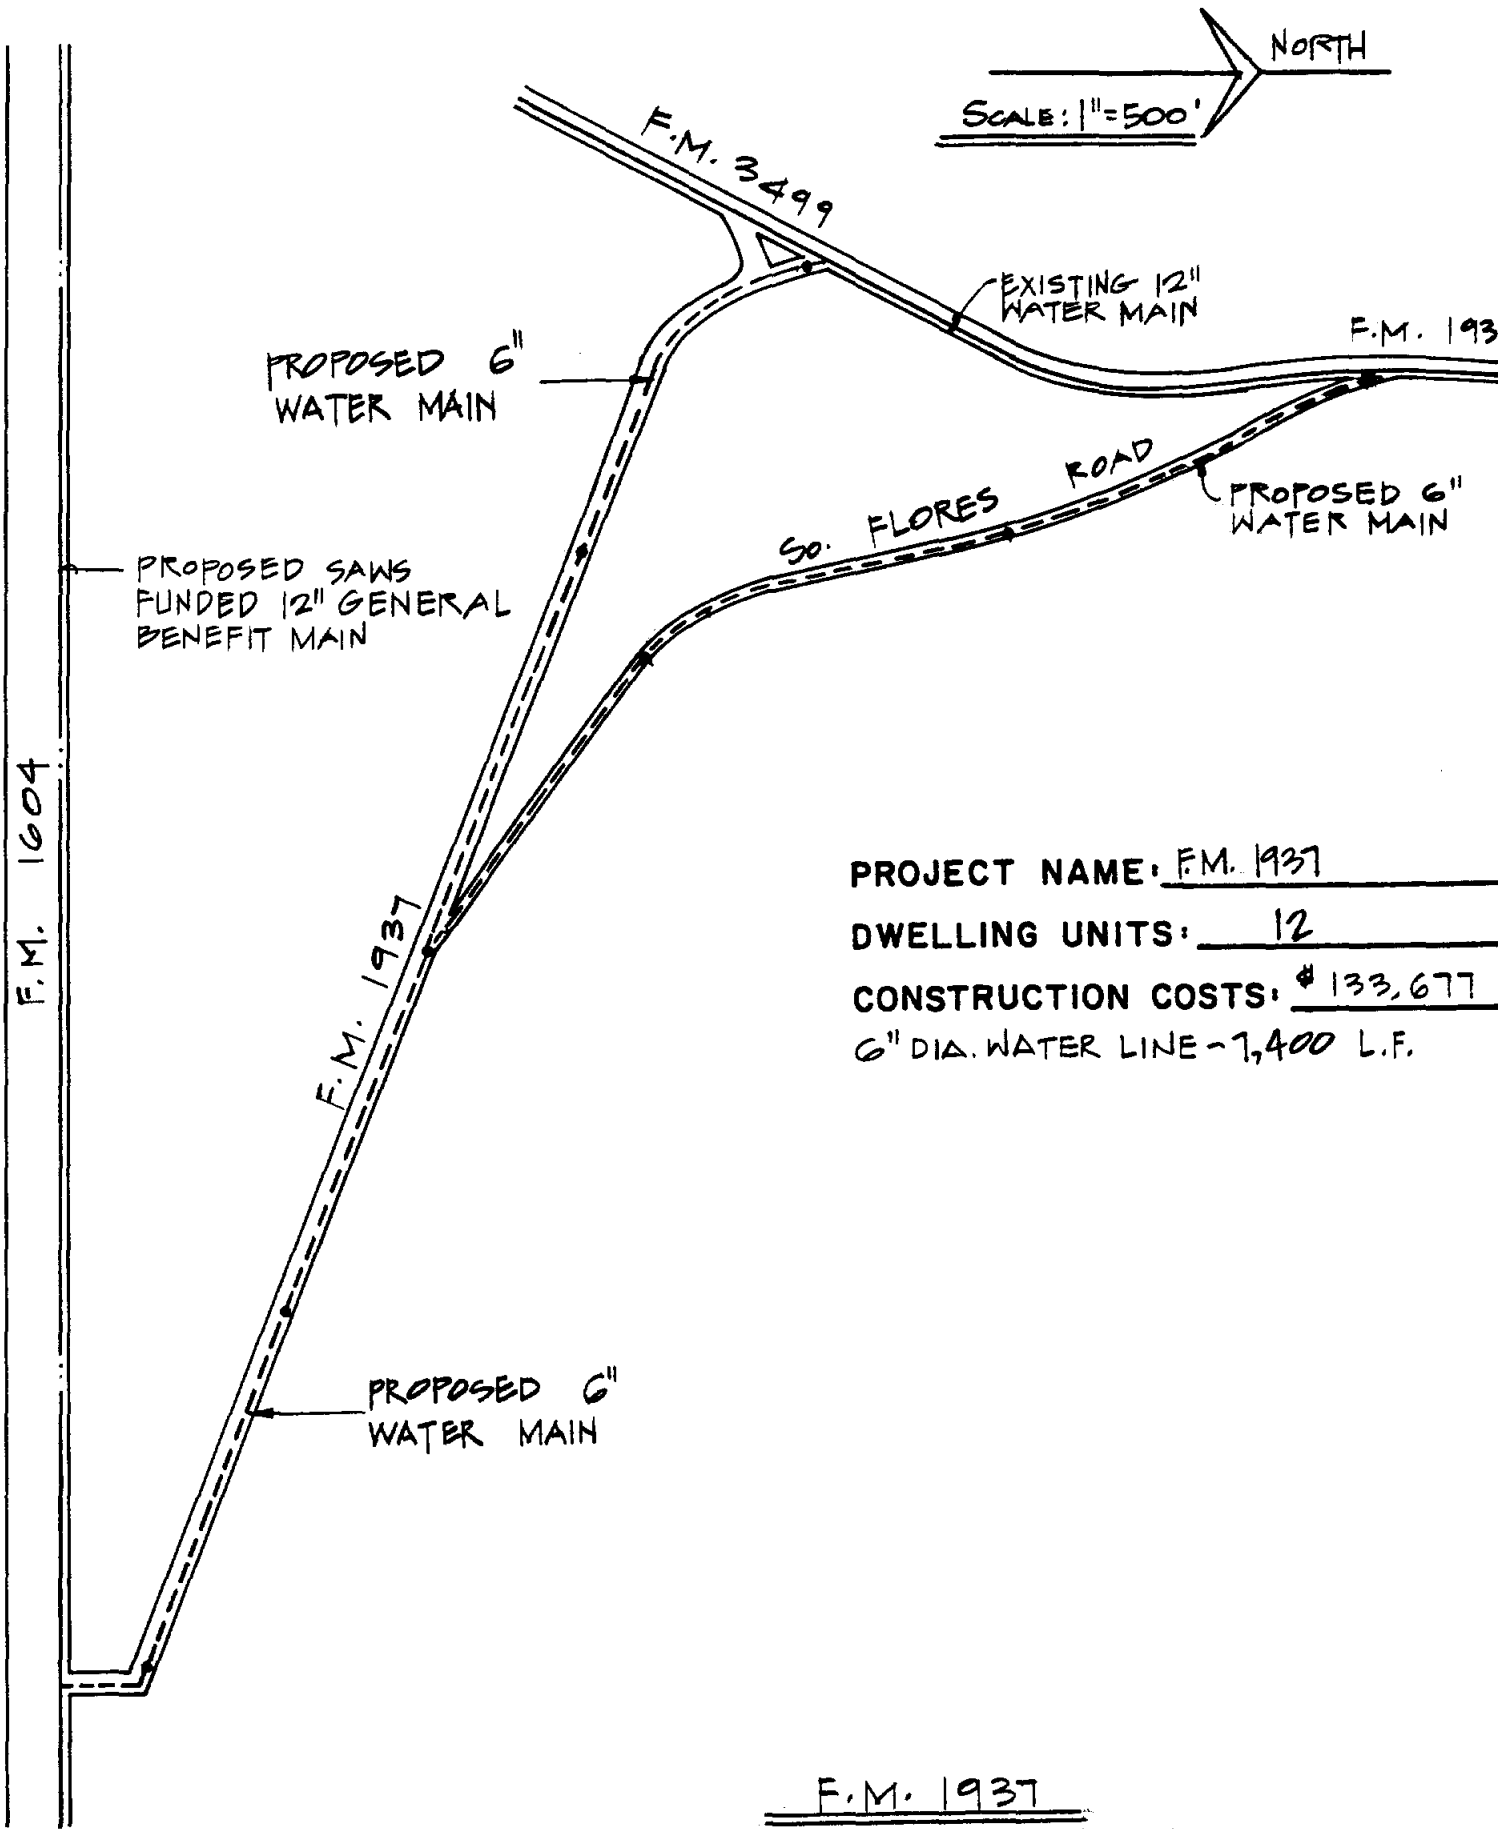 NORTH
SCALE: 1"=500'
F.M. 3499
EXISTING 12"
WATER MAIN
F.M. 193
PROPOSED 6"
WATER MAIN
So. FLORES ROAD
PROPOSED 6"
WATER MAIN
PROPOSED SAWS
FUNDED 12" GENERAL
BENEFIT MAIN
F.M. 1604
F.M. 1937
PROJECT NAME: F.M. 1937
DWELLING UNITS: 12
CONSTRUCTION COSTS: $ 133,677
6" DIA. WATER LINE - 7,400 L.F.
PROPOSED 6"
WATER MAIN
F.M. 1937